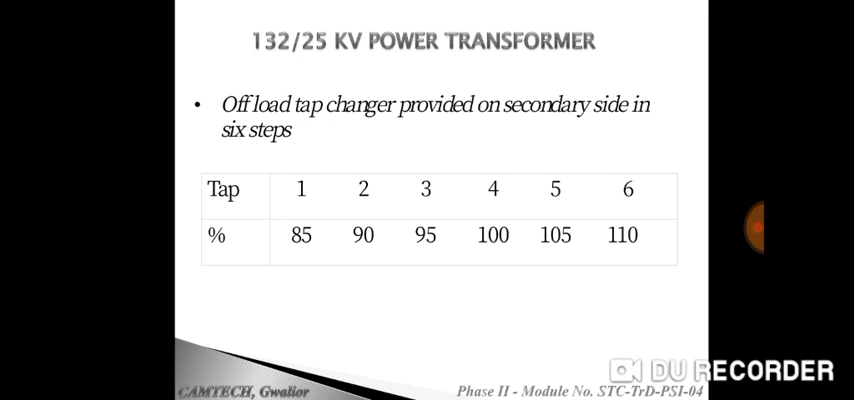 132/25 KV POWER TRANSFORMER
• Off load tap changer provided on secondary side in
six steps
Tap 1 2 3 4 5 6
% 85 90 95 100 105 110
DU RECORDER
CAMTECH, Gwalior Phase II - Module No. STC-TrD-PSI-04